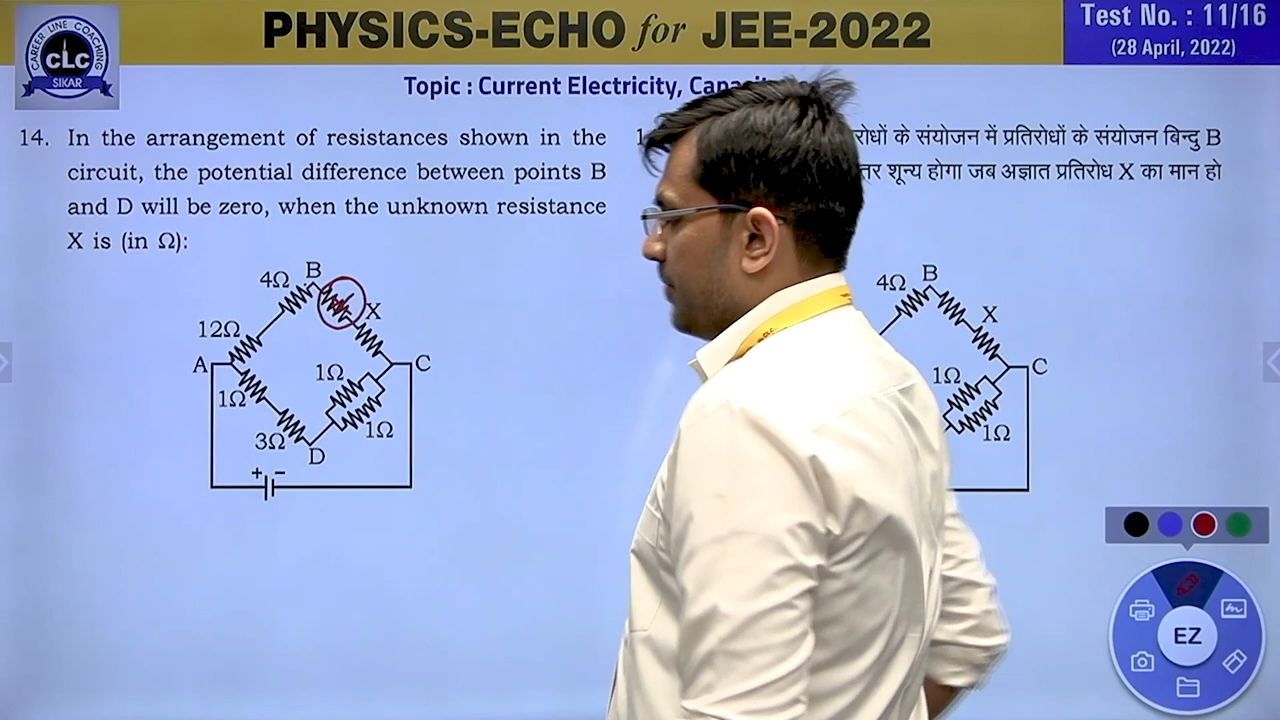 CAREER LINE COACHING
CLC
SIKAR
PHYSICS-ECHO for JEE-2022
Test No. : 11/16
(28 April, 2022)
Topic : Current Electricity,
14. In the arrangement of resistances shown in the
circuit, the potential difference between points B
and D will be zero, when the unknown resistance
X is (in Ω):
के संयोजन में प्रतिरोधों के संयोजन बिन्दु B
शून्य होगा जब अज्ञात प्रतिरोध X का मान हो
4Ω B
X
12Ω
A
C
1Ω
1Ω
1Ω
3Ω
D
+ −
4Ω B
X
C
1Ω
1Ω
EZ